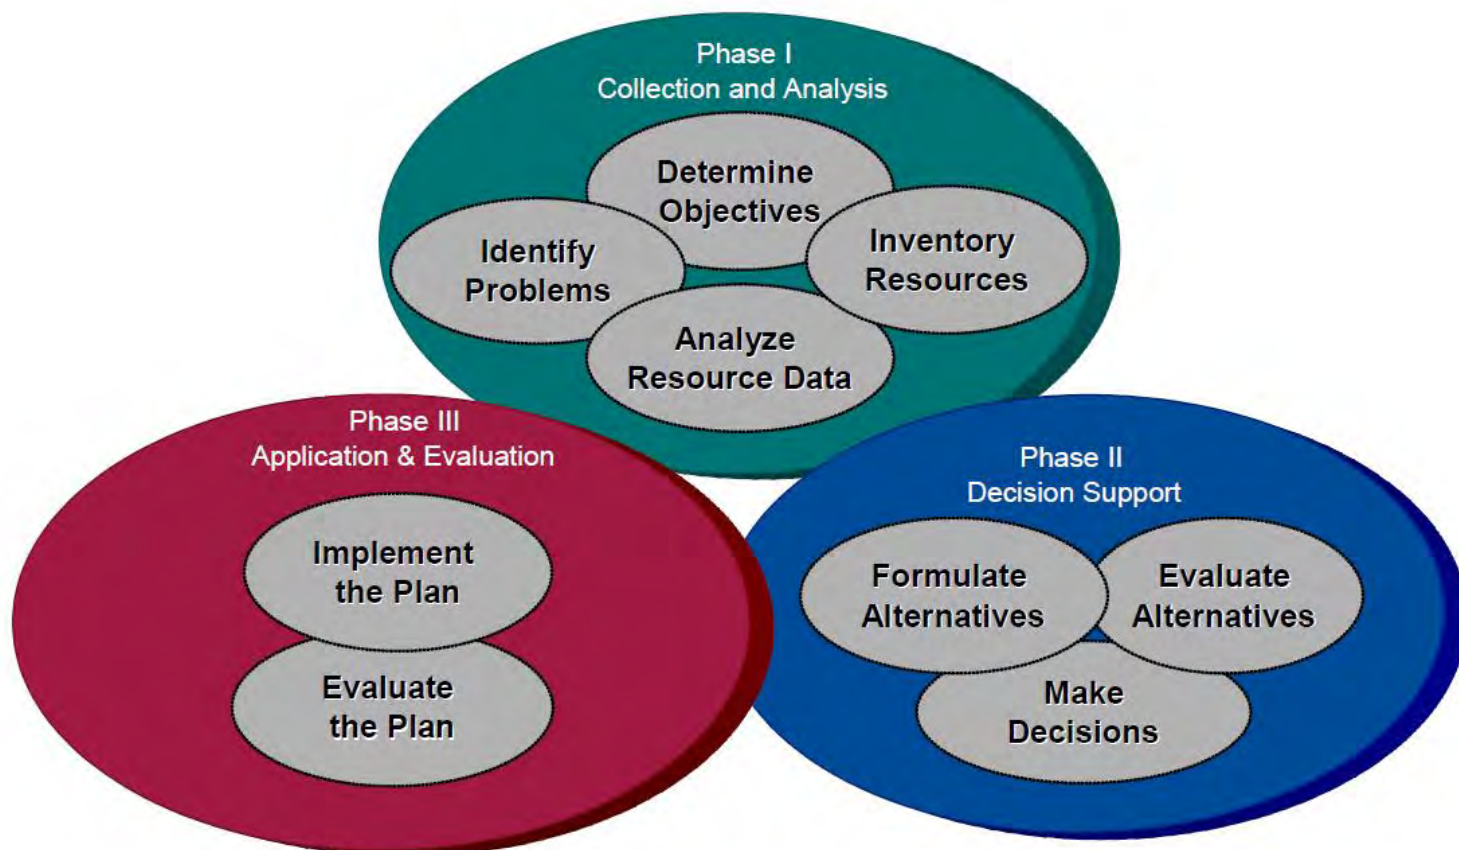 Phase I
Collection and Analysis
Determine
Objectives
Identify
Problems
Inventory
Resources
Analyze
Resource Data
Phase III
Application & Evaluation
Implement
the Plan
Evaluate
the Plan
Phase II
Decision Support
Formulate
Alternatives
Evaluate
Alternatives
Make
Decisions